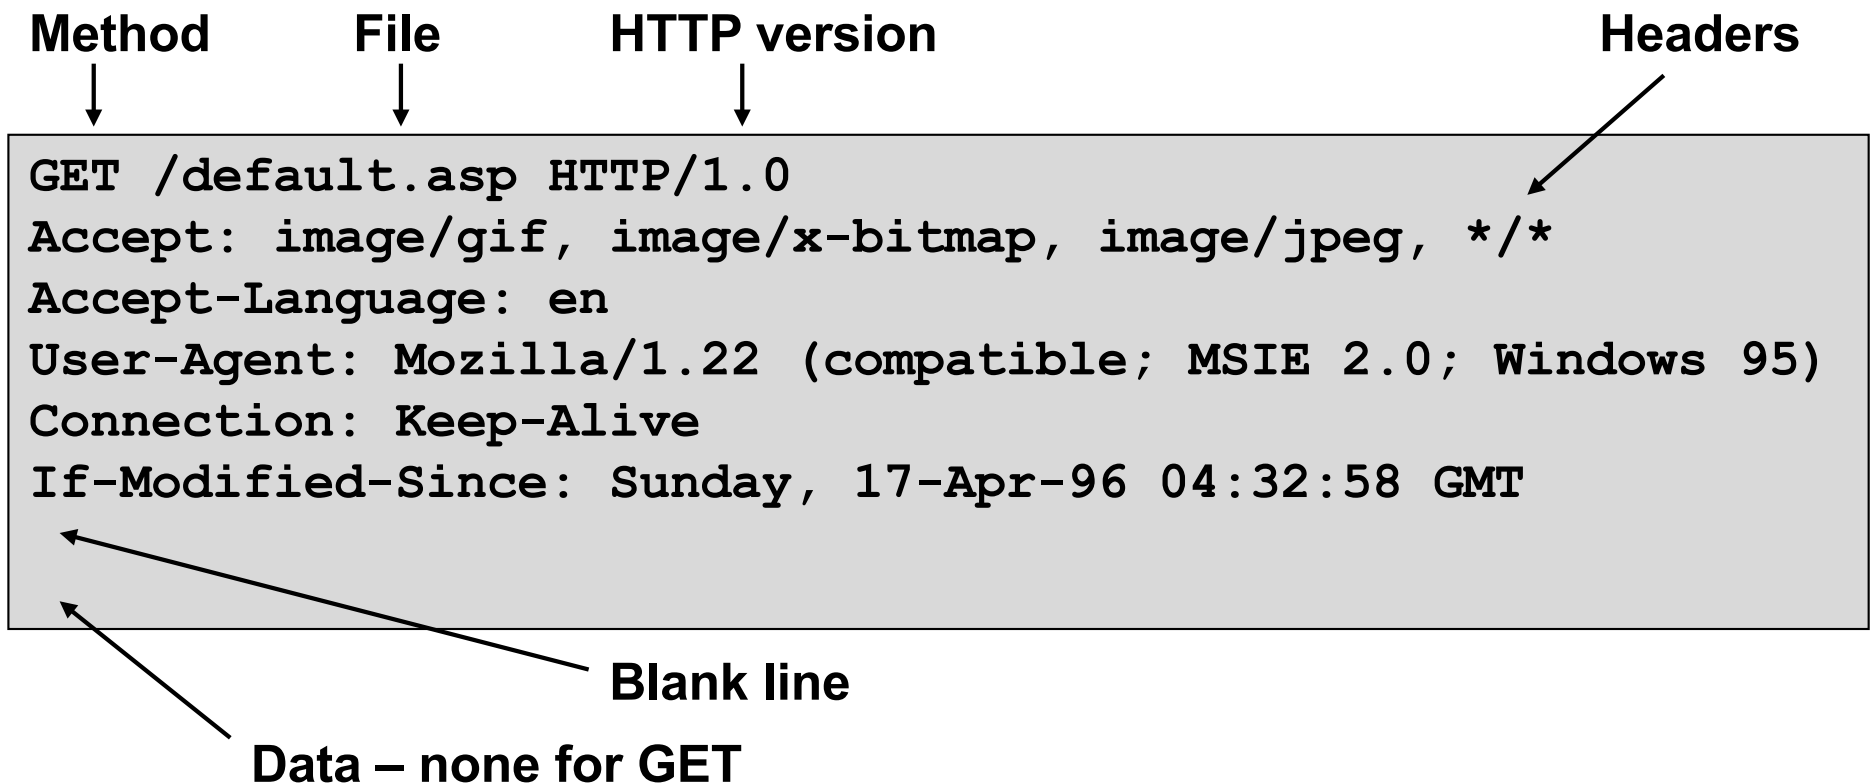 Method File HTTP version Headers
GET /default.asp HTTP/1.0
Accept: image/gif, image/x-bitmap, image/jpeg, */*
Accept-Language: en
User-Agent: Mozilla/1.22 (compatible; MSIE 2.0; Windows 95)
Connection: Keep-Alive
If-Modified-Since: Sunday, 17-Apr-96 04:32:58 GMT
Blank line
Data – none for GET